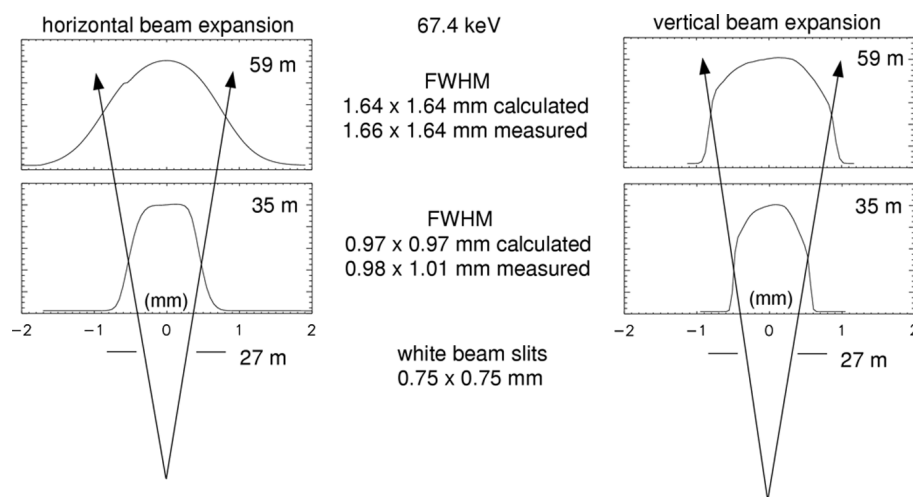 horizontal beam expansion
59 m
35 m
(mm)
−2 −1 0 1 2
27 m
67.4 keV
FWHM
1.64 x 1.64 mm calculated
1.66 x 1.64 mm measured
FWHM
0.97 x 0.97 mm calculated
0.98 x 1.01 mm measured
white beam slits
0.75 x 0.75 mm
vertical beam expansion
59 m
35 m
(mm)
−2 −1 0 1 2
27 m